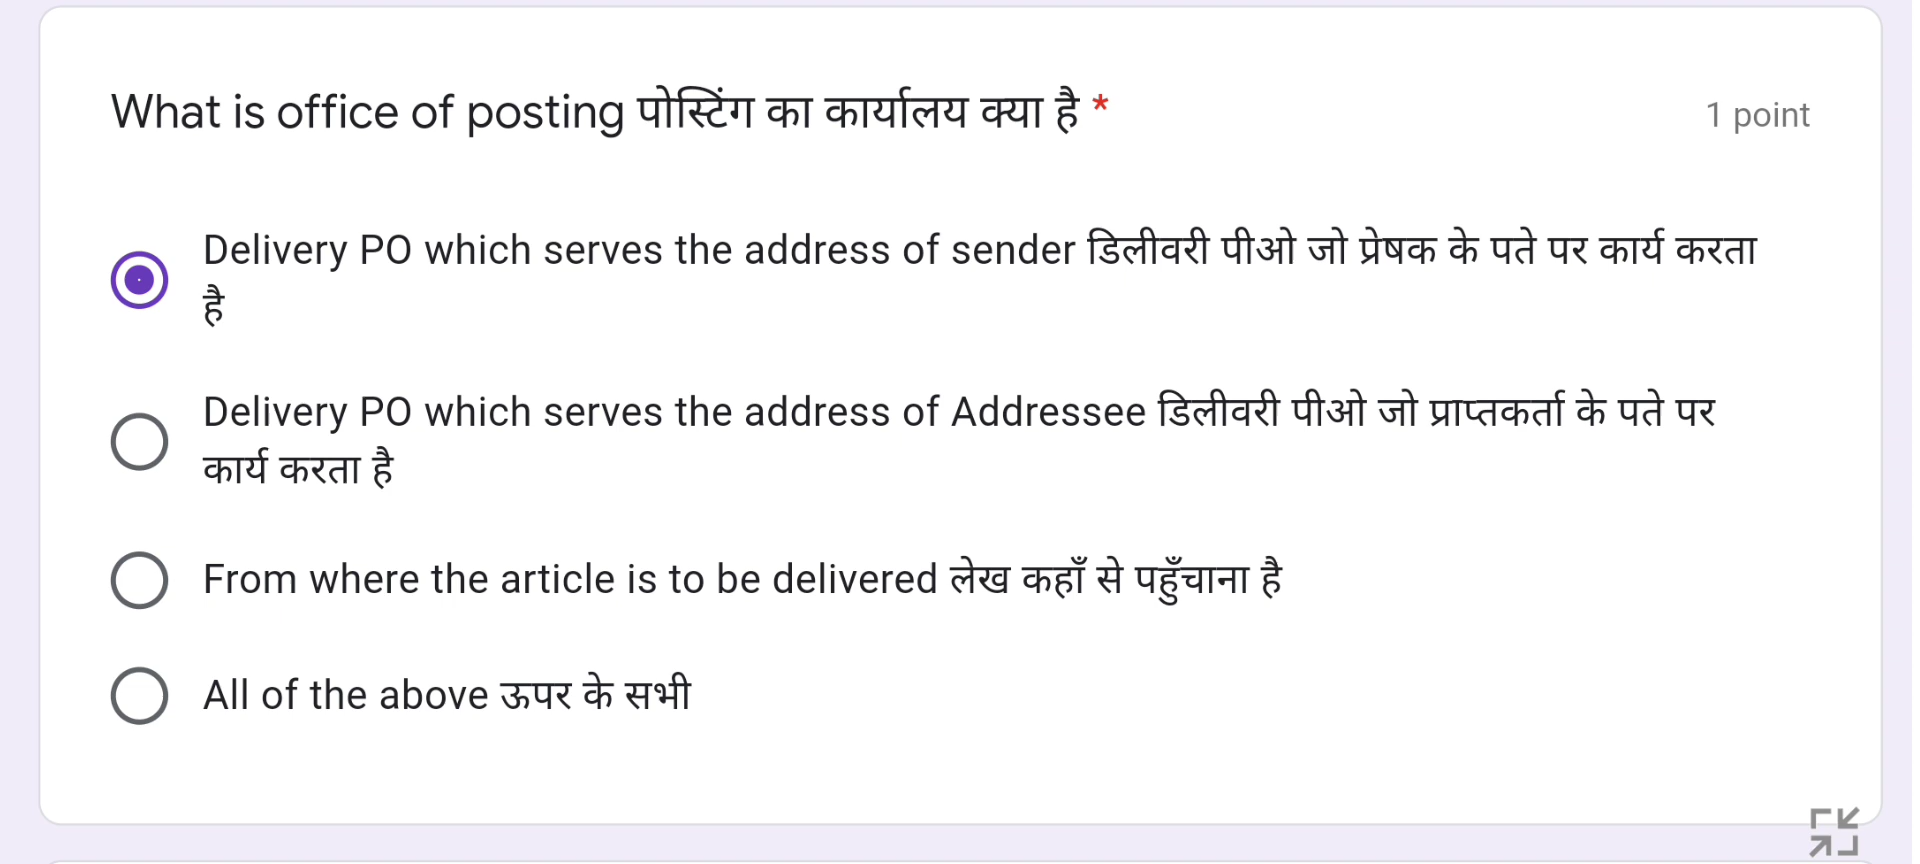 What is office of posting पोस्टिंग का कार्यालय क्या है *
1 point
Delivery PO which serves the address of sender डिलीवरी पीओ जो प्रेषक के पते पर कार्य करता
है
Delivery PO which serves the address of Addressee डिलीवरी पीओ जो प्राप्तकर्ता के पते पर
कार्य करता है
From where the article is to be delivered लेख कहाँ से पहुँचाना है
All of the above ऊपर के सभी